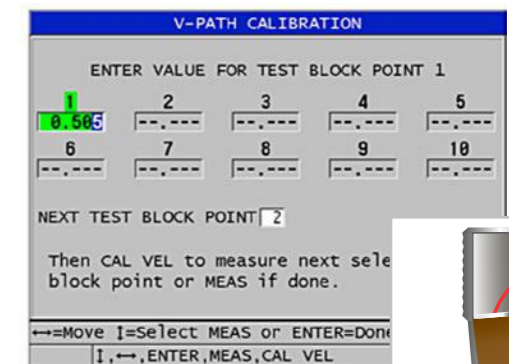 V-PATH CALIBRATION
ENTER VALUE FOR TEST BLOCK POINT 1
1 2 3 4 5
0.505 --.--- --.--- --.--- --.---
6 7 8 9 10
--.--- --.--- --.--- --.--- --.---
NEXT TEST BLOCK POINT 2
Then CAL VEL to measure next sele
block point or MEAS if done.
↔=Move ↕=Select MEAS or ENTER=Done
↕,↔,ENTER,MEAS,CAL VEL